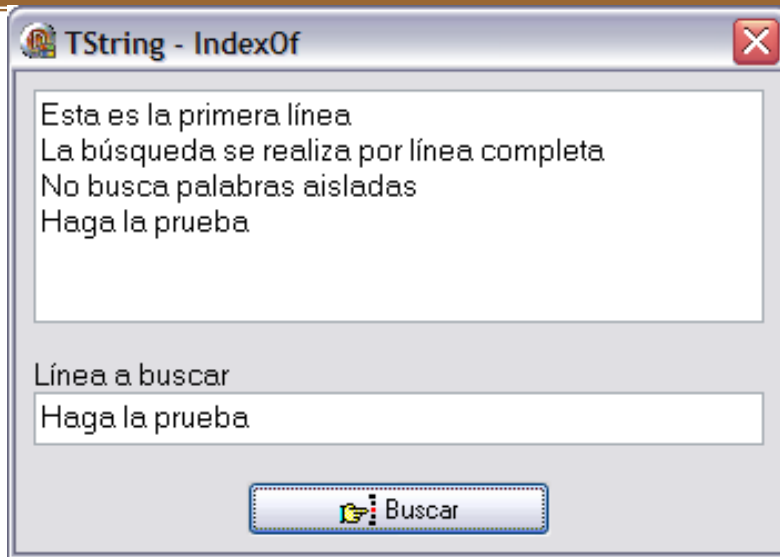 TString - IndexOf
Esta es la primera línea
La búsqueda se realiza por línea completa
No busca palabras aisladas
Haga la prueba
Línea a buscar
Haga la prueba
Buscar